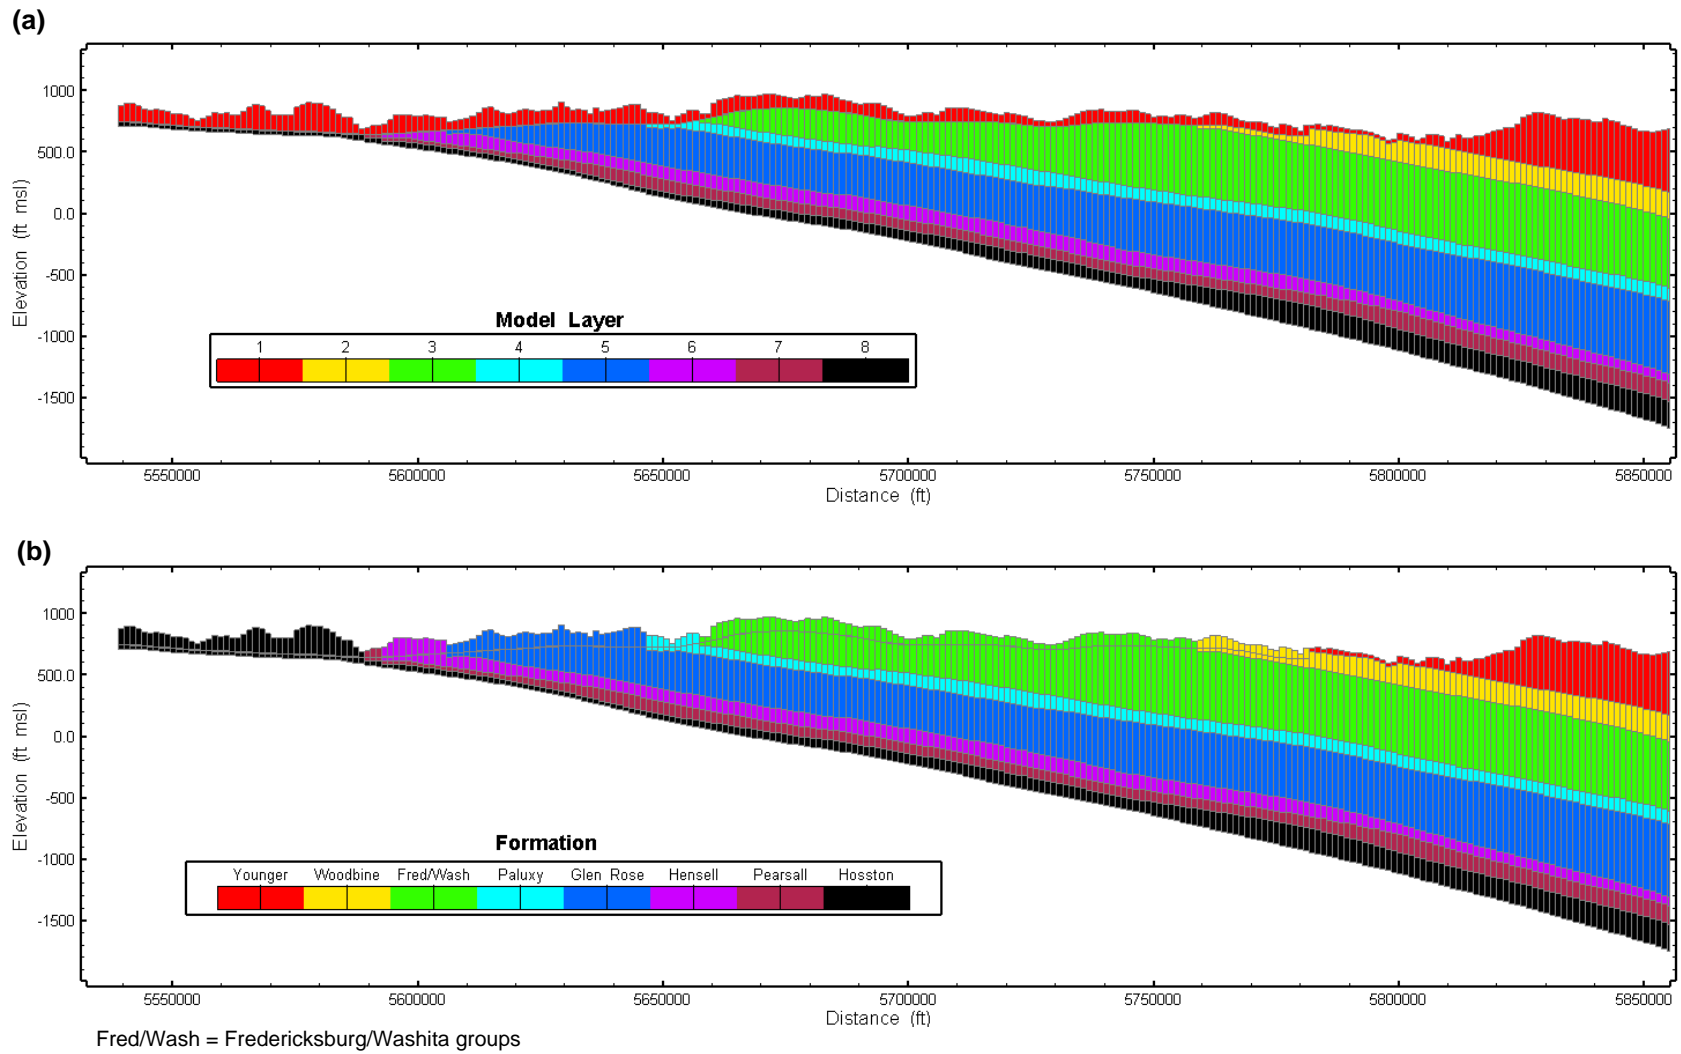 (a)
1000
500.0
0.0
-500
-1000
-1500
Elevation (ft msl)
Model Layer
1 2 3 4 5 6 7 8
5550000 5600000 5650000 5700000 5750000 5800000 5850000
Distance (ft)
(b)
1000
500.0
0.0
-500
-1000
-1500
Elevation (ft msl)
Formation
Younger Woodbine Fred/Wash Paluxy Glen Rose Hensell Pearsall Hosston
5550000 5600000 5650000 5700000 5750000 5800000 5850000
Distance (ft)
Fred/Wash = Fredericksburg/Washita groups